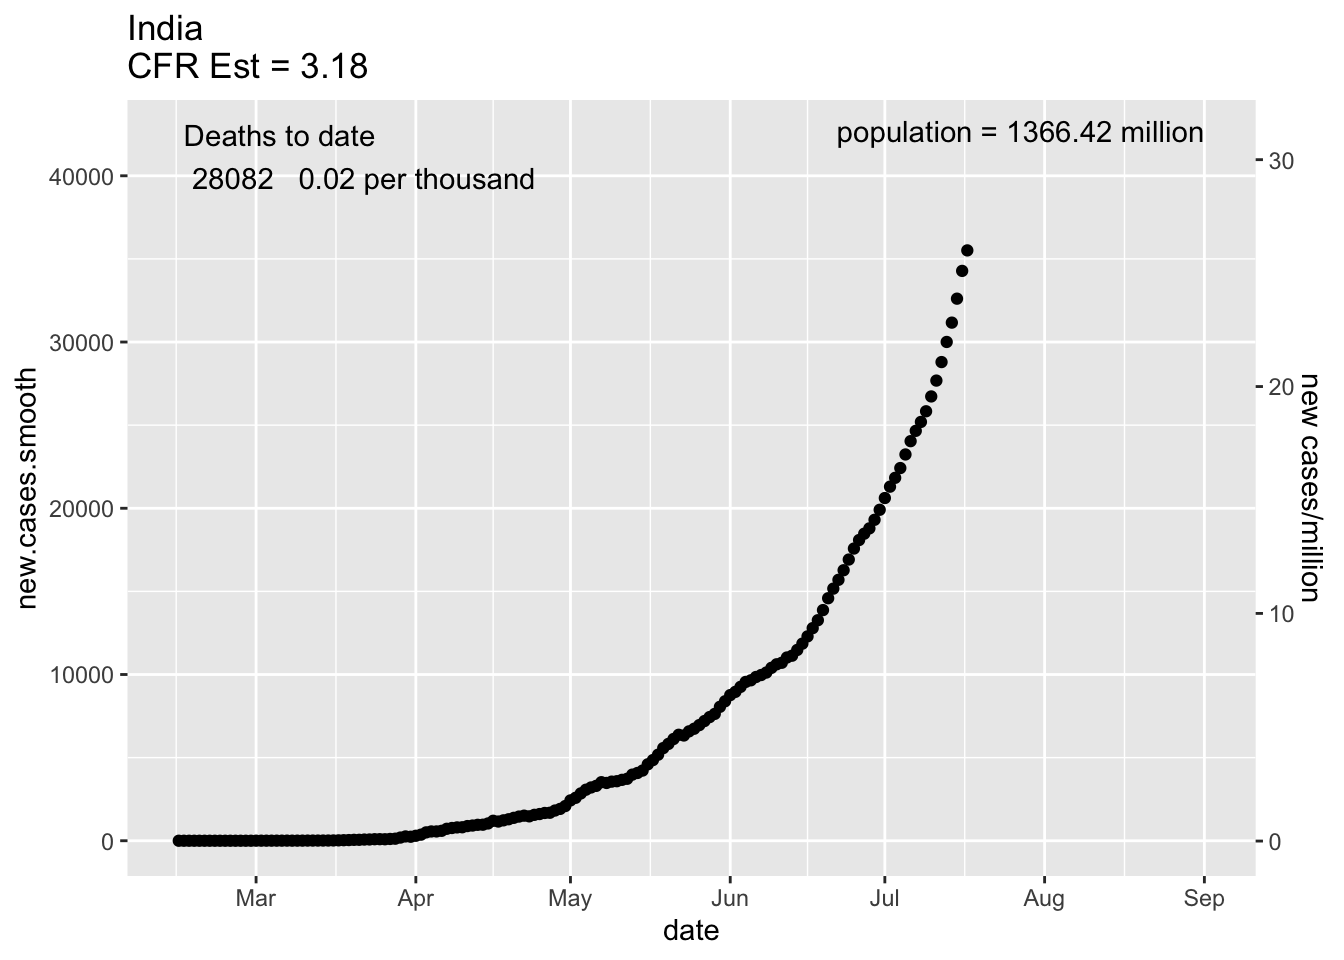 India
CFR Est = 3.18
Deaths to date
28082 0.02 per thousand
population = 1366.42 million
new.cases.smooth
40000
30000
20000
10000
0
30
20
10
0
new cases/million
Mar Apr May Jun Jul Aug Sep
date